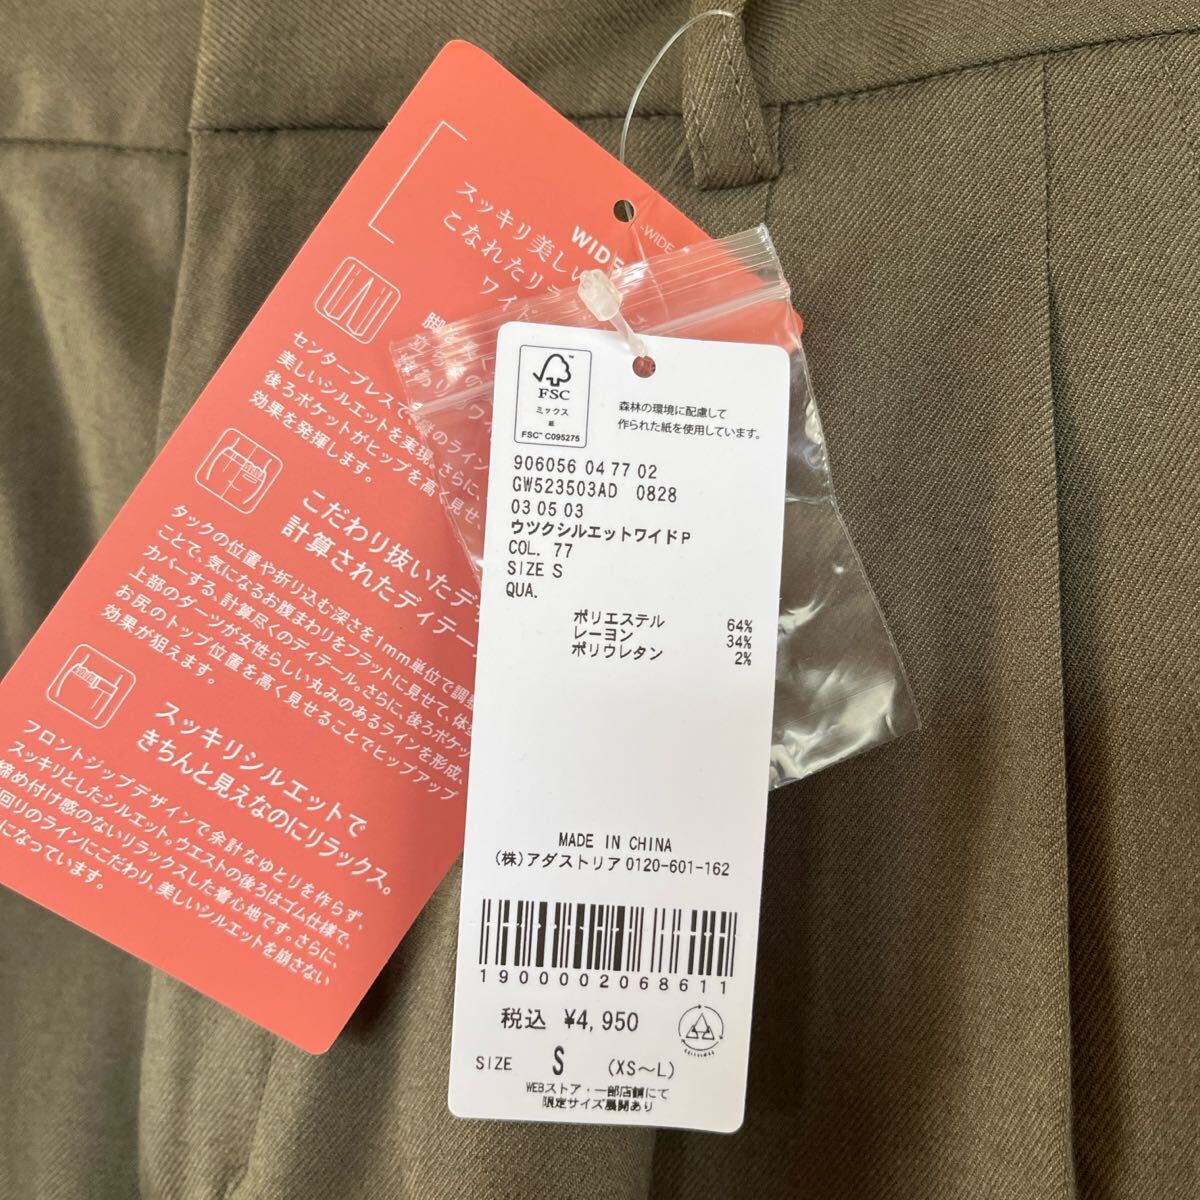 WIDE
-WIDE
スッキリ美しい
こなれたリラ
ワイド
センタープレスで
美しいシルエットを実現。さらに、
後ろポケットがヒップを高く見せ、
効果を発揮します。
こだわり抜いたデ
計算されたディテー
タックの位置や折り込む深さを1mm単位で調整
ことで、気になるお腹まわりをフラットに見せて、体型
カバーする、計算尽くのディテール。さらに、後ろポケッ
上部のダーツが女性らしい丸みのあるラインを形成、
お尻のトップ位置を高く見せることでヒップアップ
効果が狙えます。
スッキリシルエットで
きちんと見えなのにリラックス。
フロントジップデザインで余計なゆとりを作らず、
スッキリとしたシルエット。ウエストの後ろはゴム仕様で、
締め付け感のないリラックスした着心地です。さらに、
回りのラインにこだわり、美しいシルエットを崩さない
になっています。
FSC
ミックス
紙
FSC™ C095275
森林の環境に配慮して
作られた紙を使用しています。
906056 04 77 02
GW523503AD 0828
03 05 03
ウツクシルエットワイドP
COL. 77
SIZE S
QUA.
ポリエステル 64%
レーヨン 34%
ポリウレタン 2%
MADE IN CHINA
(株)アダストリア 0120-601-162
1900002068611
税込 ¥4,950
SIZE S (XS～L)
WEBストア・一部店舗にて
限定サイズ展開あり